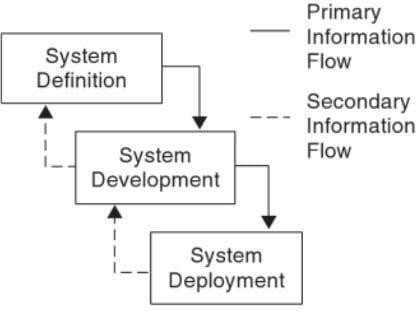 Primary
Information
Flow
System
Definition
Secondary
Information
Flow
System
Development
System
Deployment